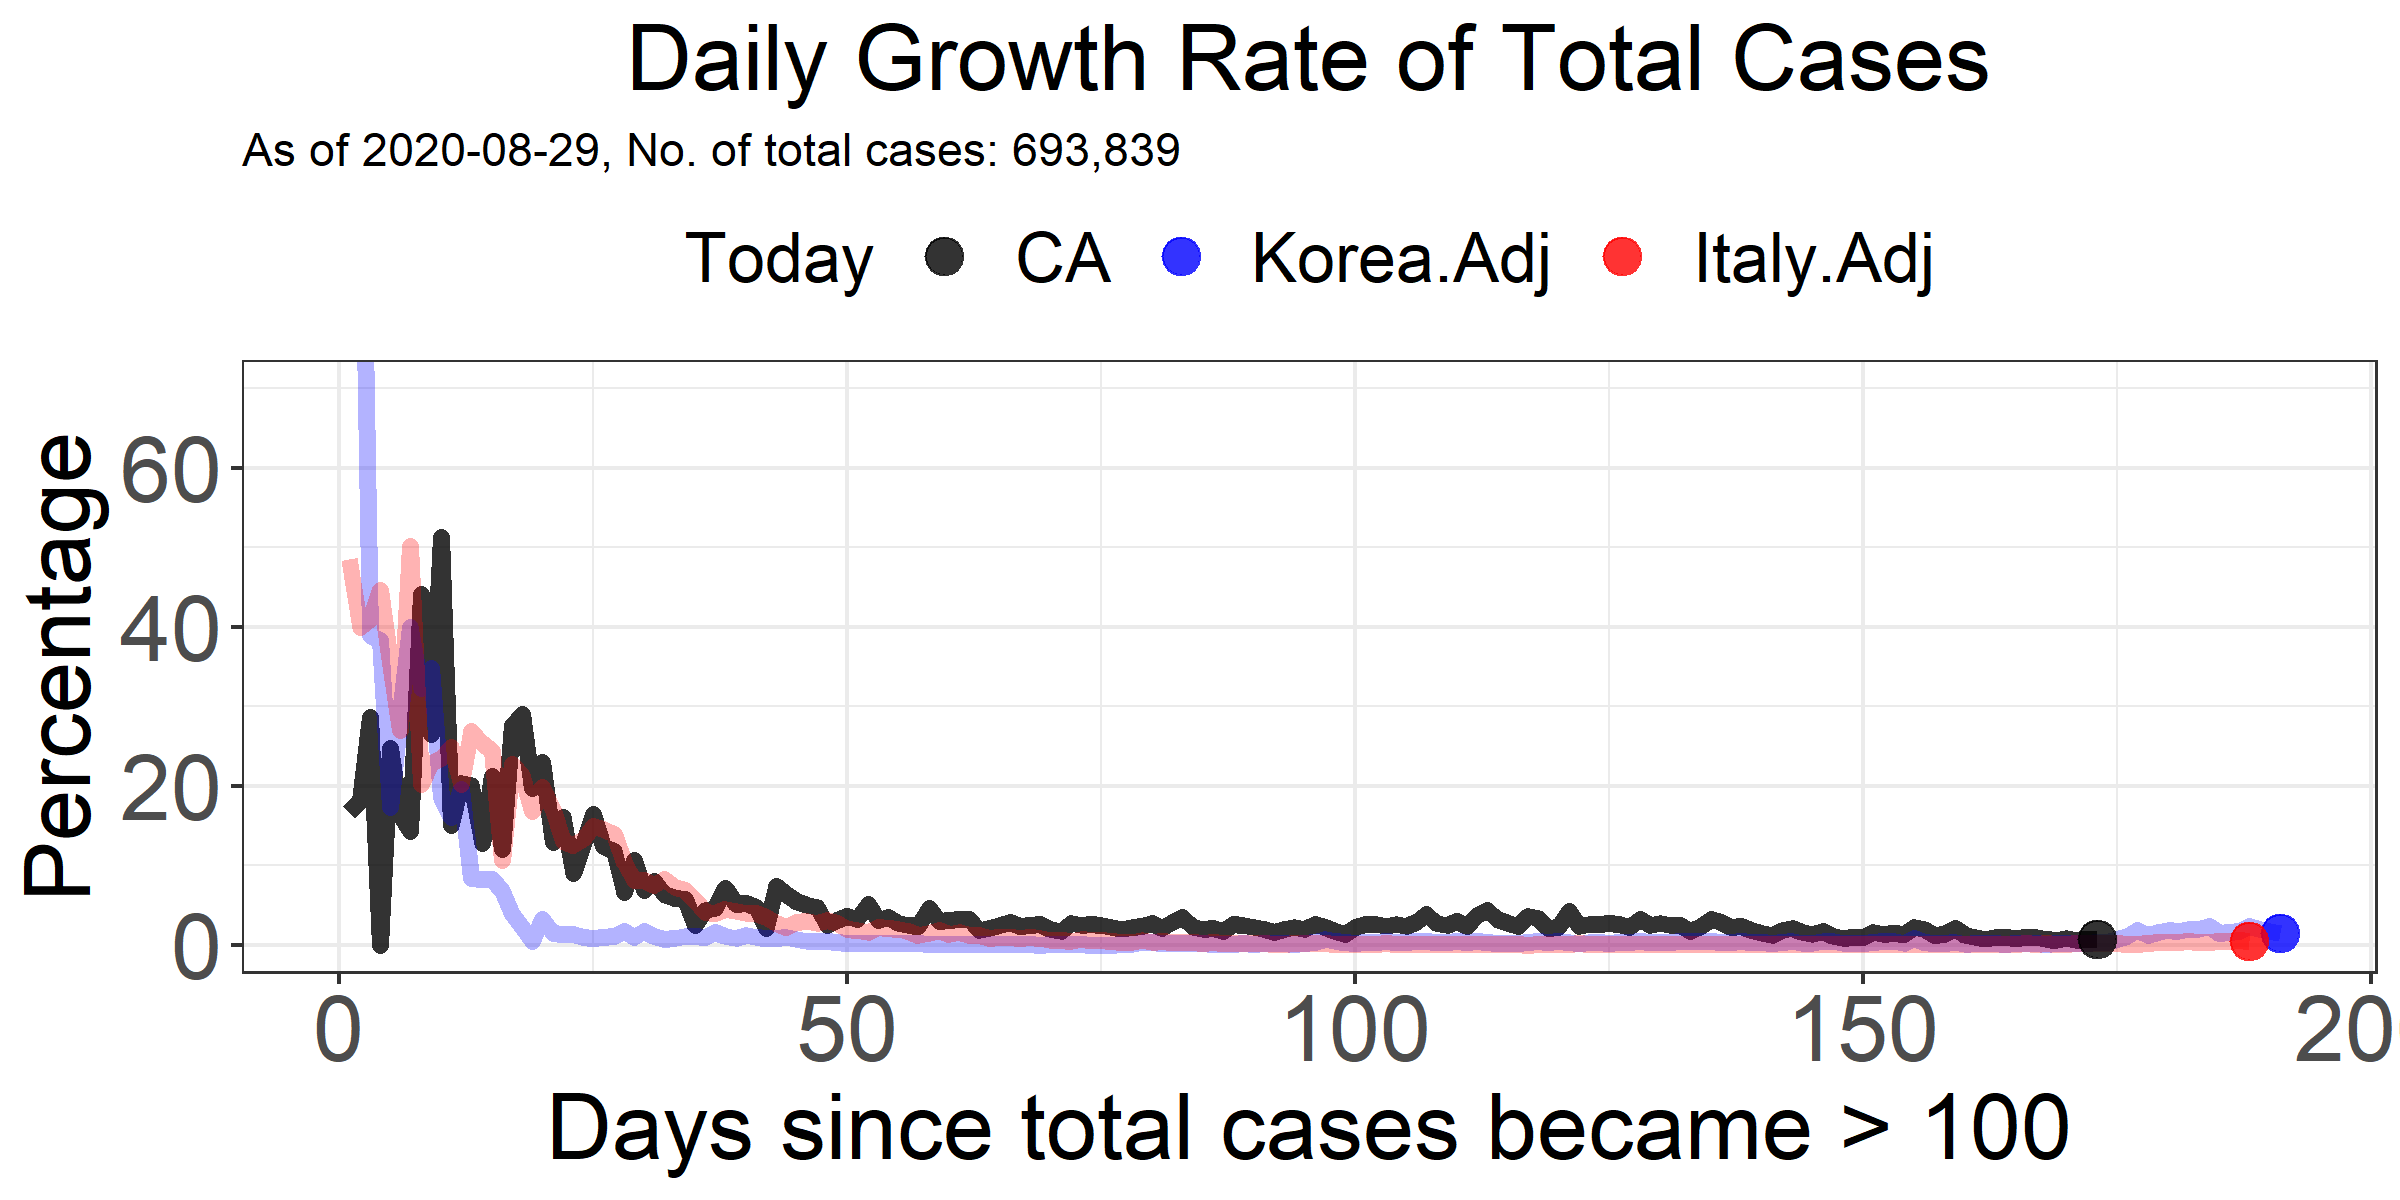 Daily Growth Rate of Total Cases
As of 2020-08-29, No. of total cases: 693,839
Today CA Korea.Adj Italy.Adj
Percentage
60
40
20
0
0 50 100 150 20
Days since total cases became > 100